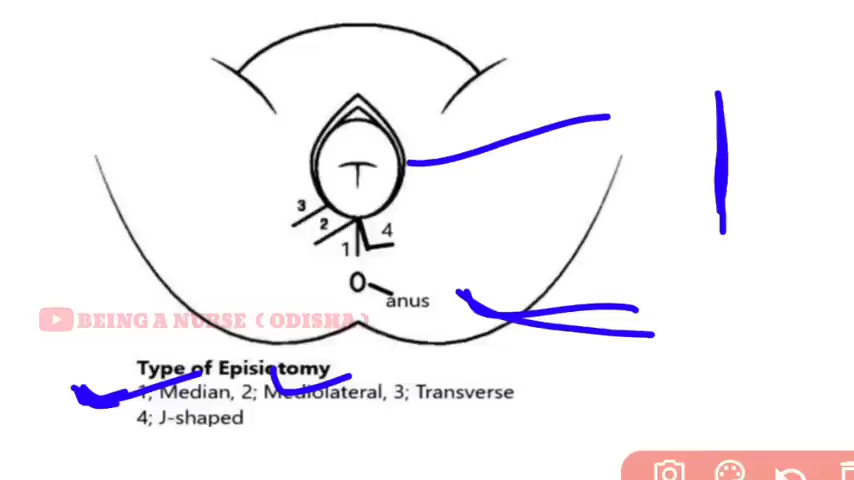 3
2
4
1
anus
BEING A NURSE ( ODISHA )
Type of Episiotomy
1; Median, 2; Mediolateral, 3; Transverse
4; J-shaped